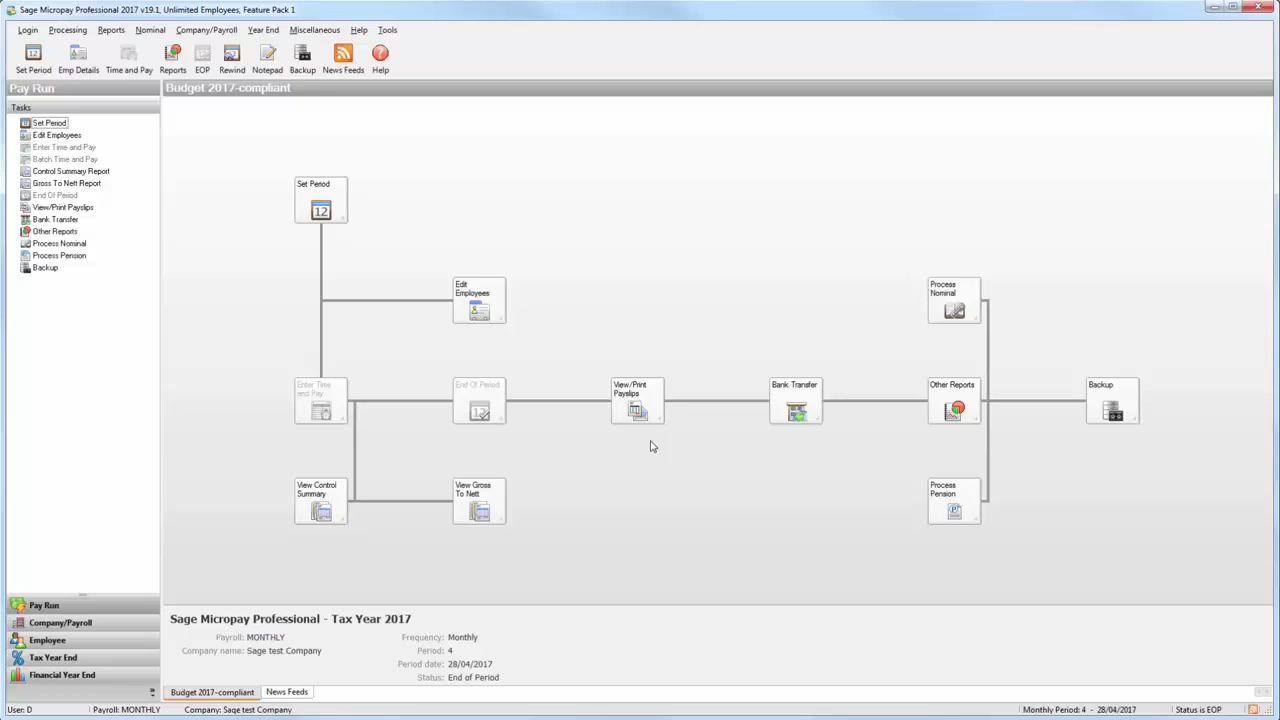 Sage Micropay Professional 2017 v19.1, Unlimited Employees, Feature Pack 1
Login Processing Reports Nominal Company/Payroll Year End Miscellaneous Help Tools
Set Period Emp Details Time and Pay Reports EOP Rewind Notepad Backup News Feeds Help
Pay Run
Budget 2017-compliant
Tasks
Set Period
Edit Employees
Enter Time and Pay
Batch Time and Pay
Control Summary Report
Gross To Nett Report
End Of Period
View/Print Payslips
Bank Transfer
Other Reports
Process Nominal
Process Pension
Backup
Set Period
12
Edit
Employees
Process
Nominal
Enter Time
and Pay
End Of Period
View/Print
Payslips
Bank Transfer
Other Reports
Backup
View Control
Summary
View Gross
To Nett
Process
Pension
Pay Run
Company/Payroll
Employee
Tax Year End
Financial Year End
Sage Micropay Professional - Tax Year 2017
Payroll: MONTHLY Frequency: Monthly
Company name: Sage test Company Period: 4
Period date: 28/04/2017
Status: End of Period
Budget 2017-compliant News Feeds
User: D Payroll: MONTHLY Company: Sage test Company Monthly Period: 4 - 28/04/2017 Status is EOP